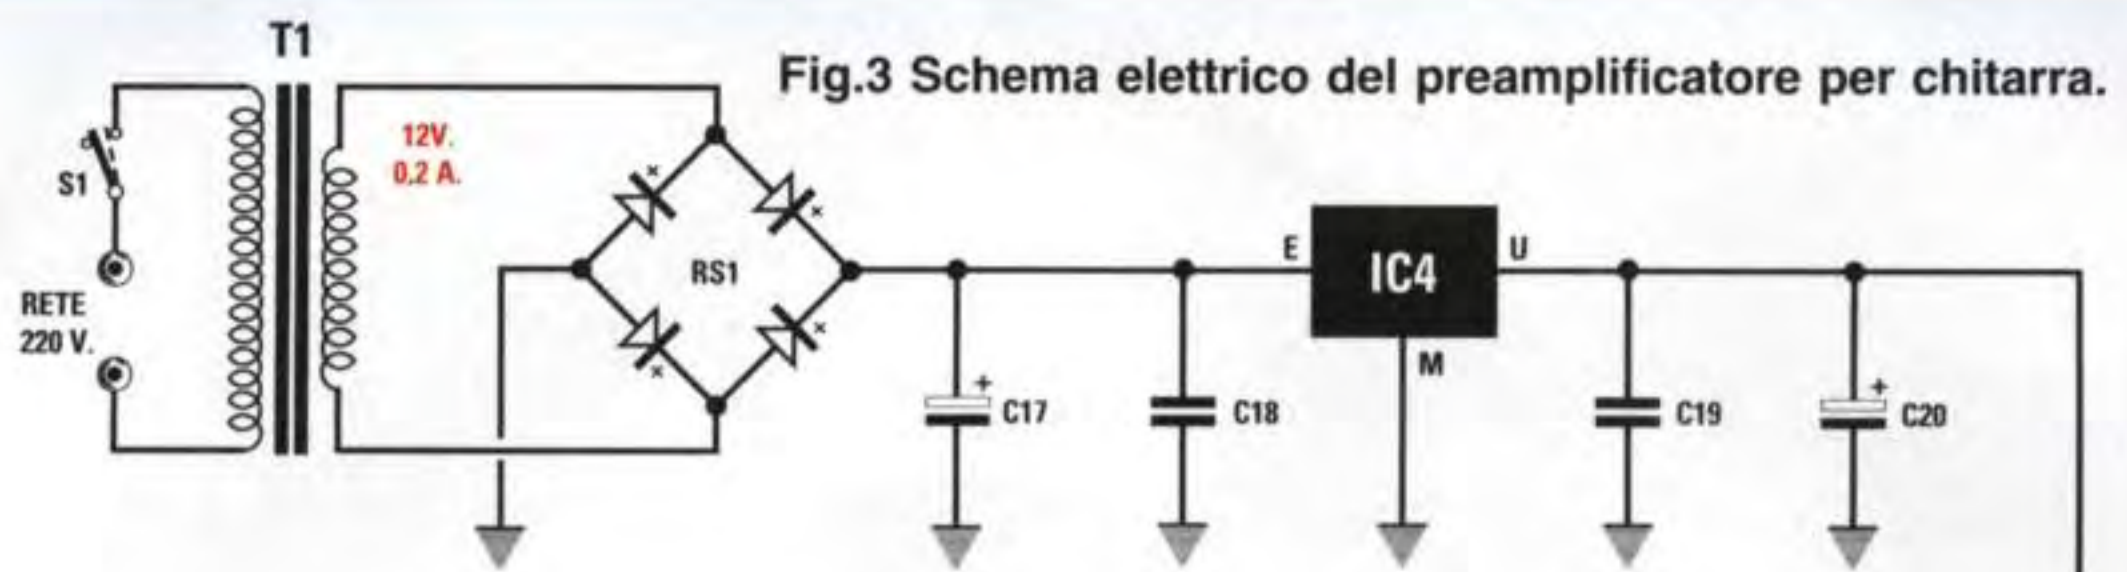 T1
Fig.3 Schema elettrico del preamplificatore per chitarra.
12V.
0,2 A.
S1
RETE
220 V.
RS1
E
IC4
U
M
+
C17
C18
C19
+
C20